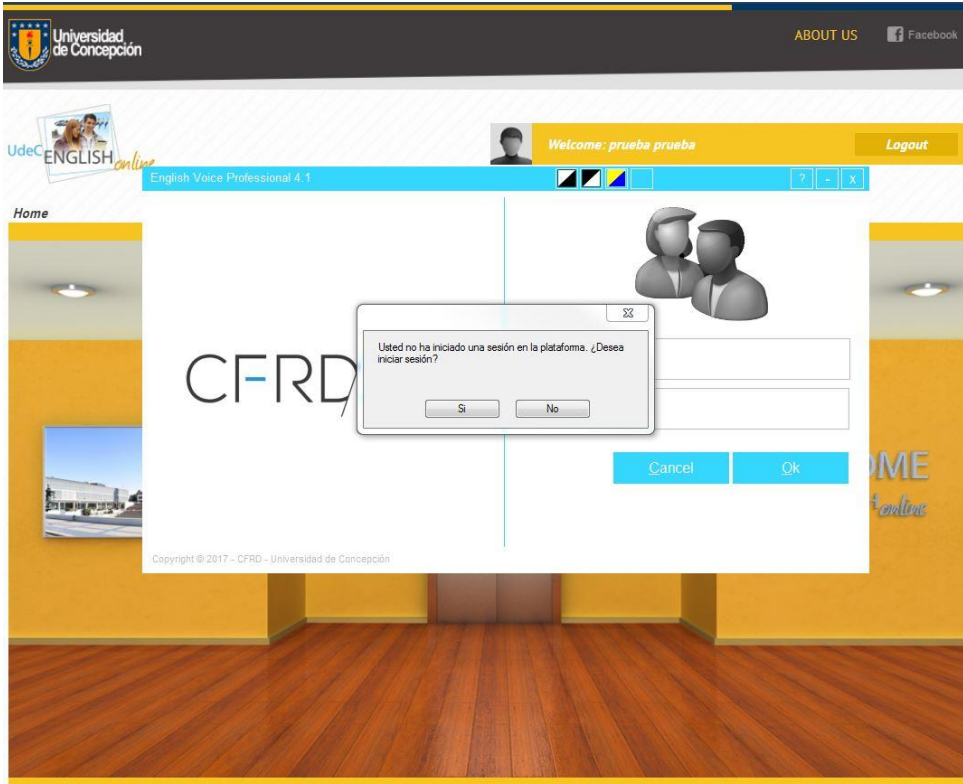 Universidad
de Concepción
ABOUT US
Facebook
UdeC ENGLISH online
Welcome: prueba prueba
Logout
English Voice Professional 4.1
? - x
Home
Usted no ha iniciado una sesión en la plataforma. ¿Desea
iniciar sesión?
Si
No
CFRD
Cancel
Ok
online
Copyright © 2017 - CFRD - Universidad de Concepción